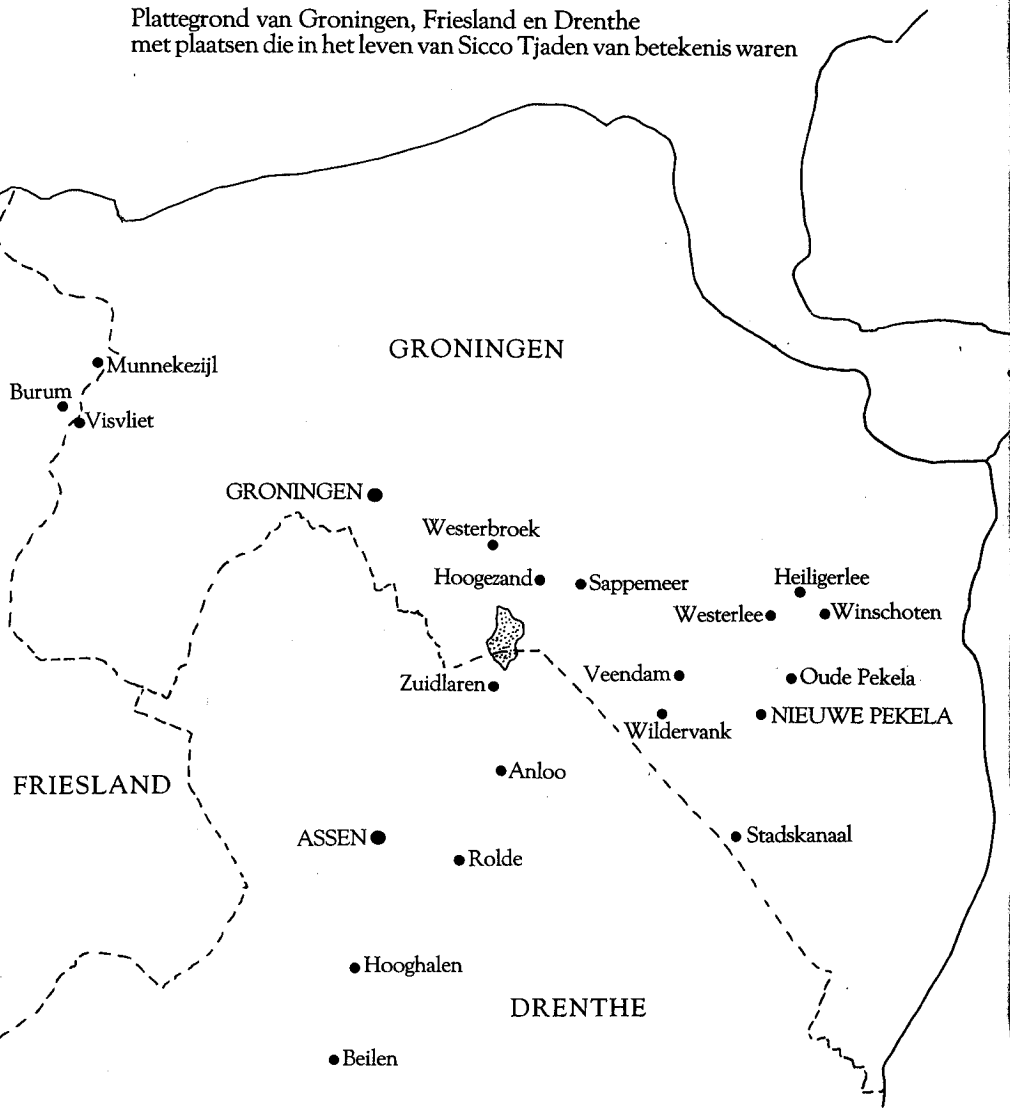 Plattegrond van Groningen, Friesland en Drenthe
met plaatsen die in het leven van Sicco Tjaden van betekenis waren
GRONINGEN
Munnekezijl
Burum
Visvliet
GRONINGEN
Westerbroek
Hoogezand
Sappemeer
Heiligerlee
Westerlee
Winschoten
Zuidlaren
Veendam
Oude Pekela
Wildervank
NIEUWE PEKELA
Anloo
FRIESLAND
ASSEN
Rolde
Stadskanaal
Hooghalen
DRENTHE
Beilen